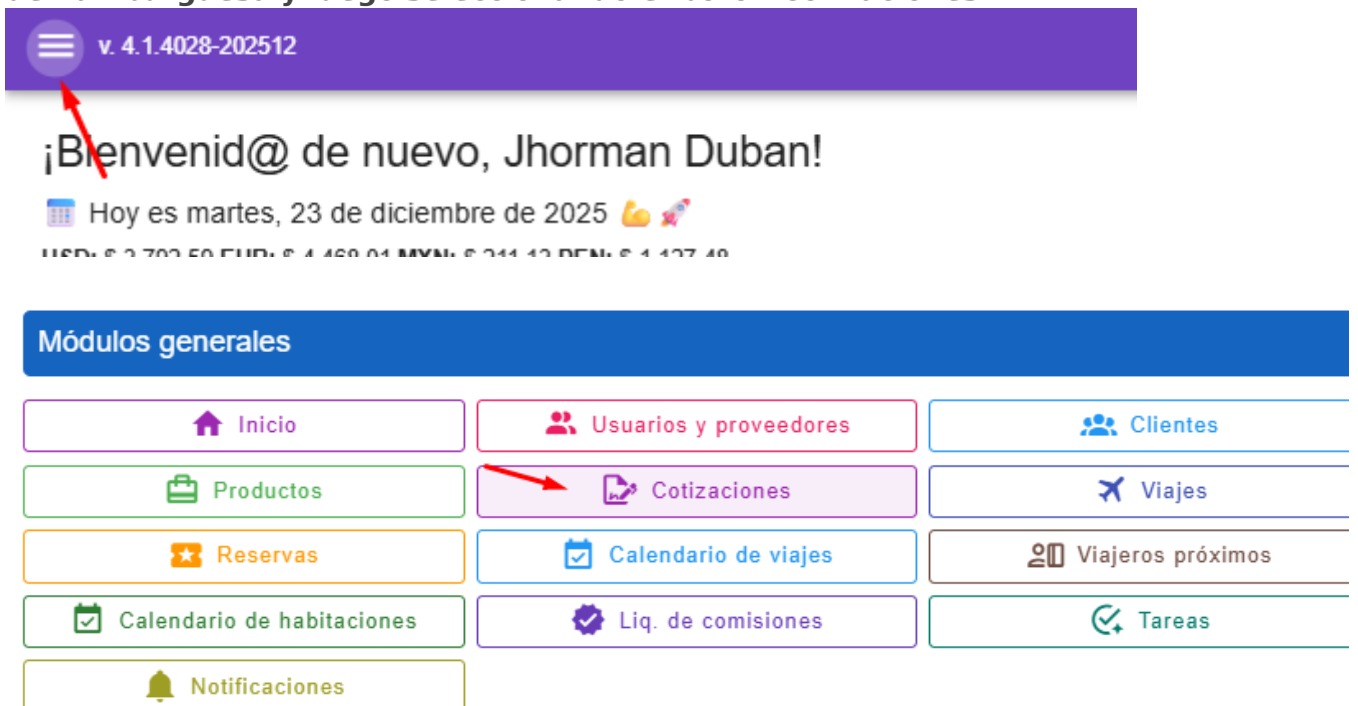 v. 4.1.4028-202512
¡Bienvenid@ de nuevo, Jhorman Duban!
Hoy es martes, 23 de diciembre de 2025
Módulos generales
Inicio
Usuarios y proveedores
Clientes
Productos
Cotizaciones
Viajes
Reservas
Calendario de viajes
Viajeros próximos
Calendario de habitaciones
Liq. de comisiones
Tareas
Notificaciones